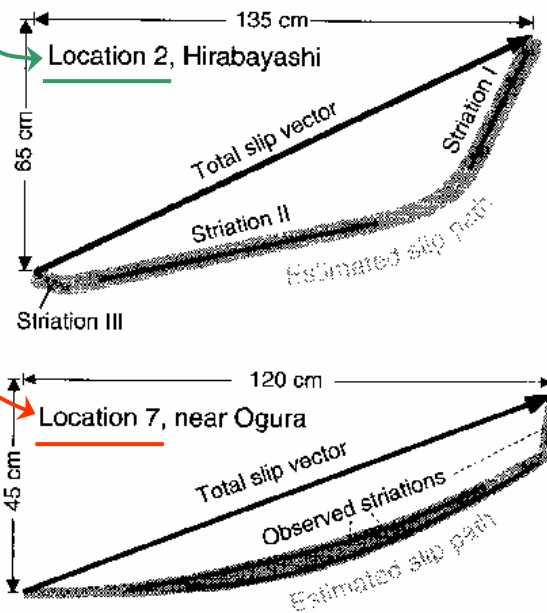 135 cm
Location 2, Hirabayashi
65 cm
Total slip vector
Striation I
Striation II
Estimated slip path
Striation III
120 cm
Location 7, near Ogura
45 cm
Total slip vector
Observed striations
Estimated slip path